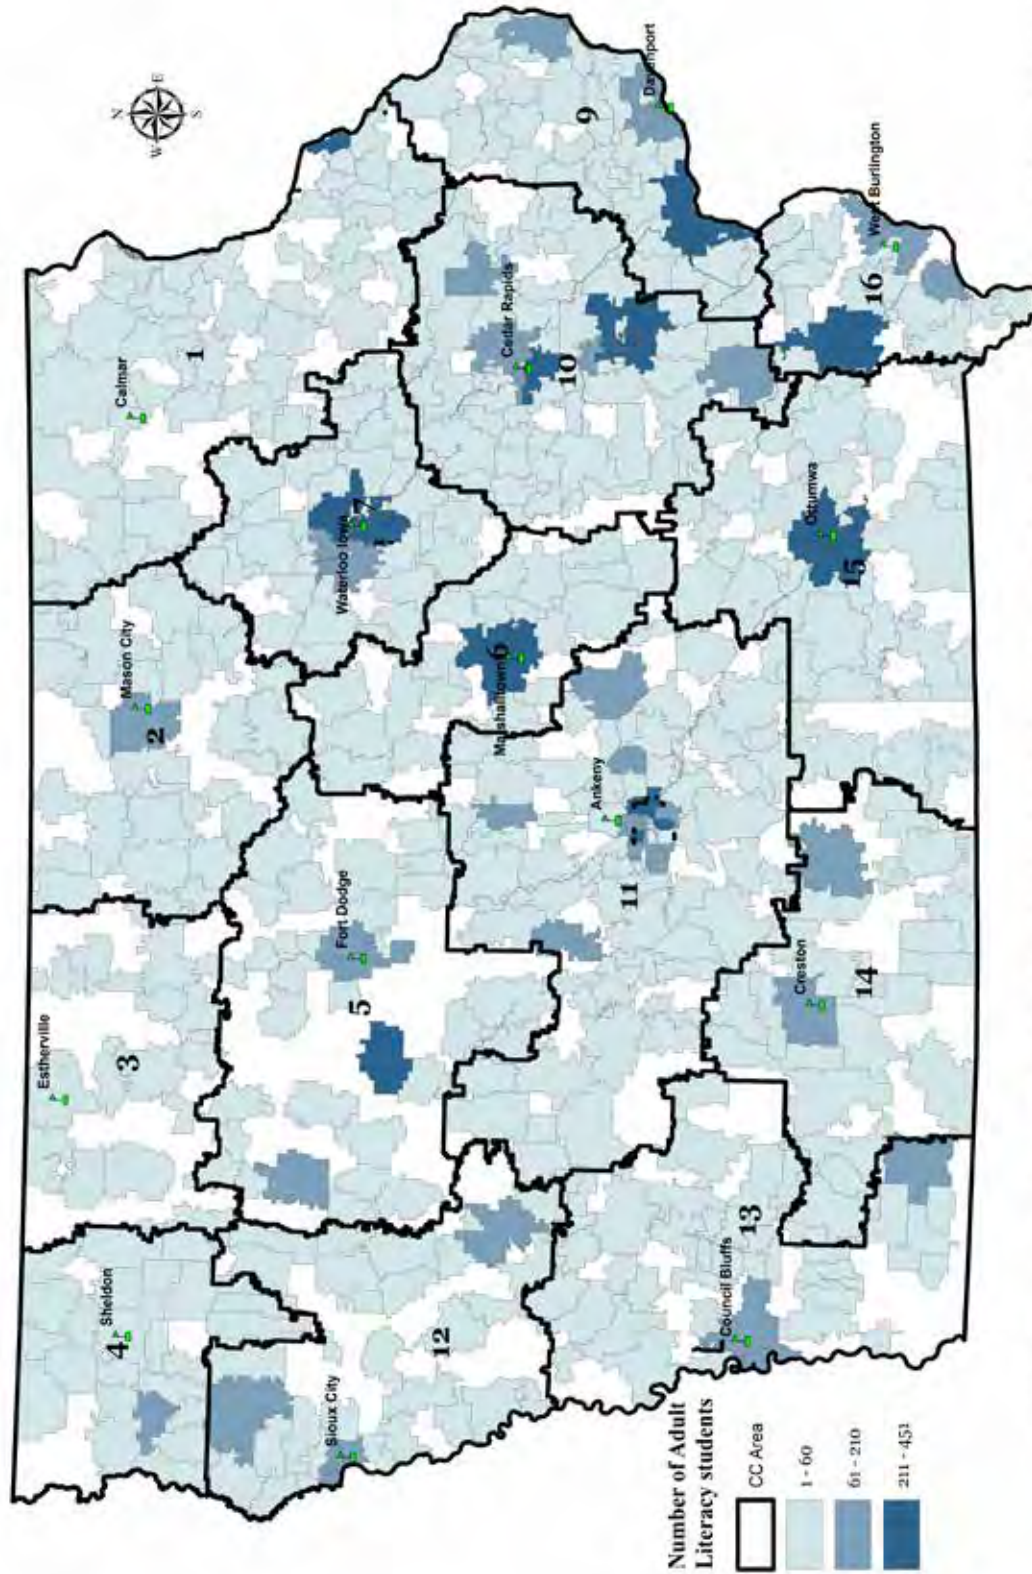 N
W
E
S
Calmar
1
Estherville
3
Mason City
2
Sheldon
4
Waterloo Iowa
7
Fort Dodge
5
Sioux City
12
Cedar Rapids
10
9
Davenport
Marshalltown
6
Ankeny
11
Council Bluffs
13
Creston
14
Ottumwa
15
West Burlington
16
Number of Adult
Literacy students
CC Area
1 - 60
61 - 210
211 - 451